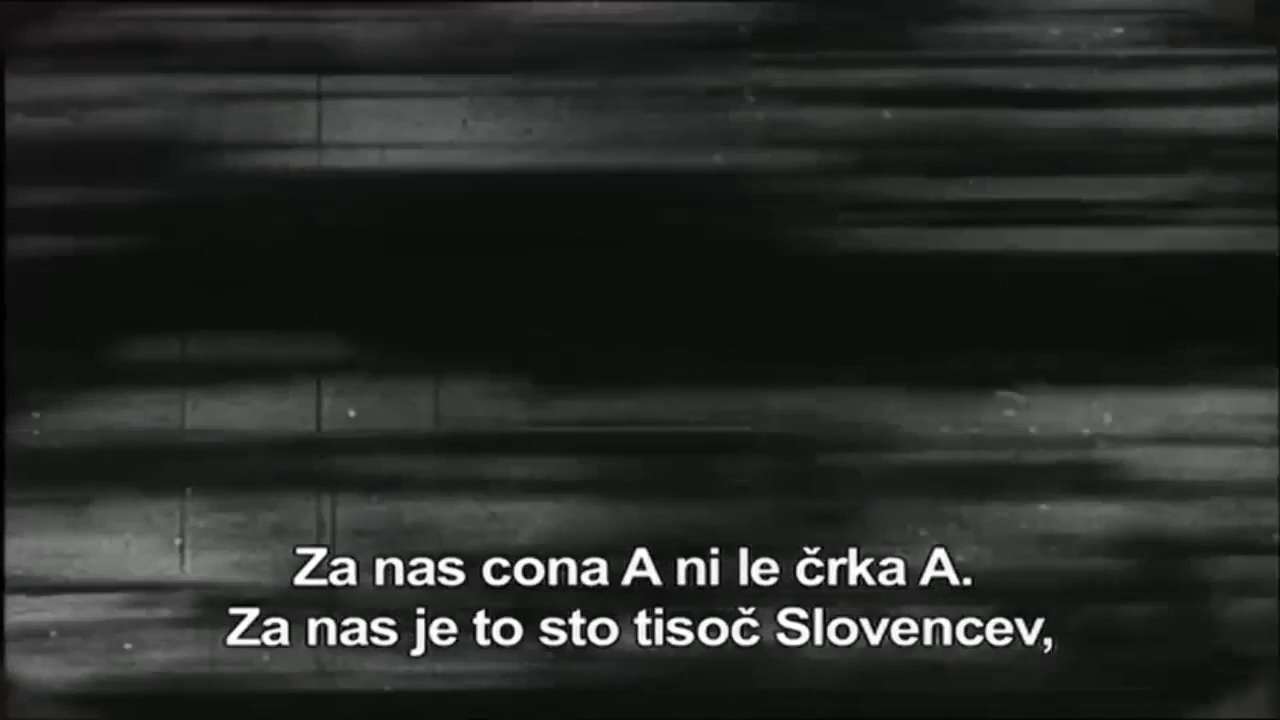 Za nas cona A ni le črka A.
Za nas je to sto tisoč Slovencev,